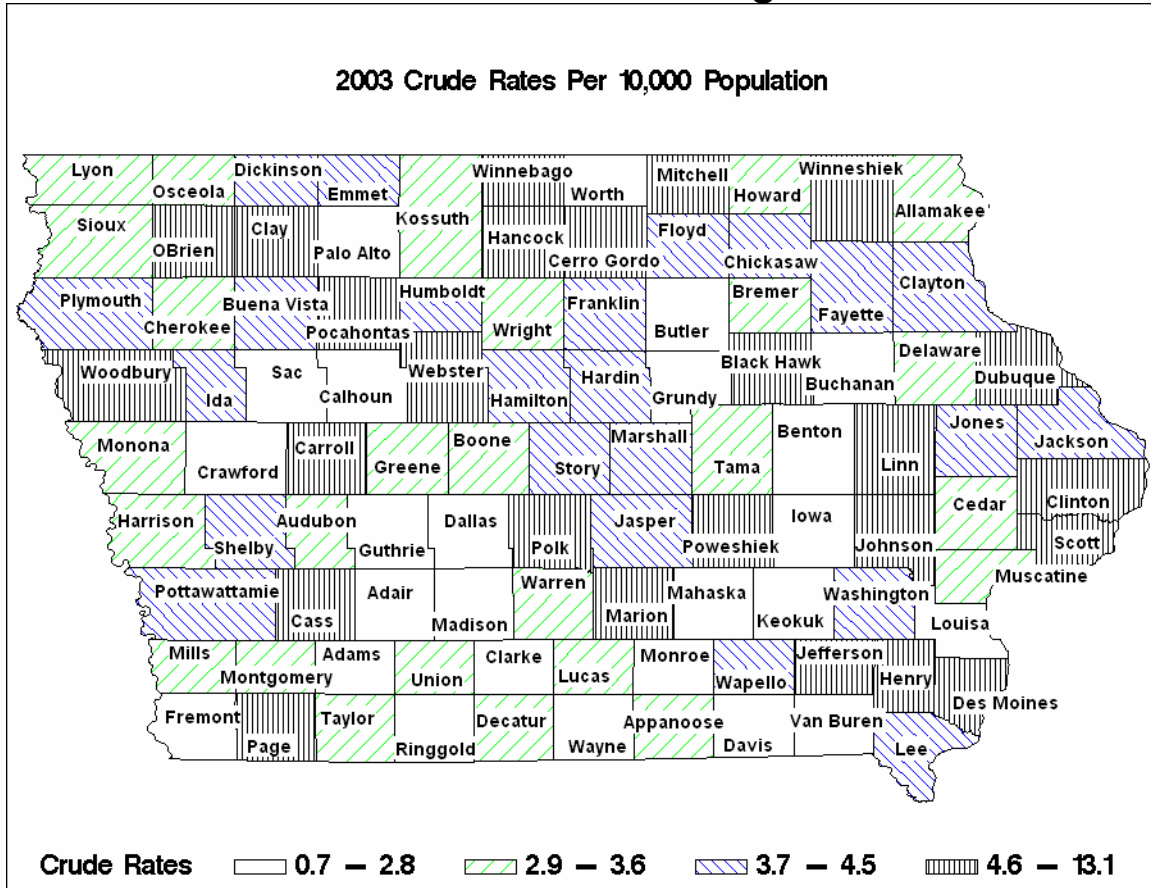 2003 Crude Rates Per 10,000 Population
Lyon
Osceola
Dickinson
Emmet
Winnebago
Worth
Mitchell
Howard
Winneshiek
Allamakee
Sioux
OBrien
Clay
Palo Alto
Kossuth
Hancock
Cerro Gordo
Floyd
Chickasaw
Plymouth
Cherokee
Buena Vista
Pocahontas
Humboldt
Wright
Franklin
Butler
Bremer
Fayette
Clayton
Woodbury
Ida
Sac
Calhoun
Webster
Hamilton
Hardin
Grundy
Black Hawk
Buchanan
Delaware
Dubuque
Monona
Crawford
Carroll
Greene
Boone
Story
Marshall
Tama
Benton
Linn
Jones
Jackson
Harrison
Shelby
Audubon
Guthrie
Dallas
Polk
Jasper
Poweshiek
Iowa
Johnson
Cedar
Clinton
Scott
Muscatine
Pottawattamie
Cass
Adair
Madison
Warren
Marion
Mahaska
Keokuk
Washington
Louisa
Mills
Montgomery
Adams
Union
Clarke
Lucas
Monroe
Wapello
Jefferson
Henry
Des Moines
Fremont
Page
Taylor
Ringgold
Decatur
Wayne
Appanoose
Davis
Van Buren
Lee
Crude Rates 0.7 – 2.8 2.9 – 3.6 3.7 – 4.5 4.6 – 13.1